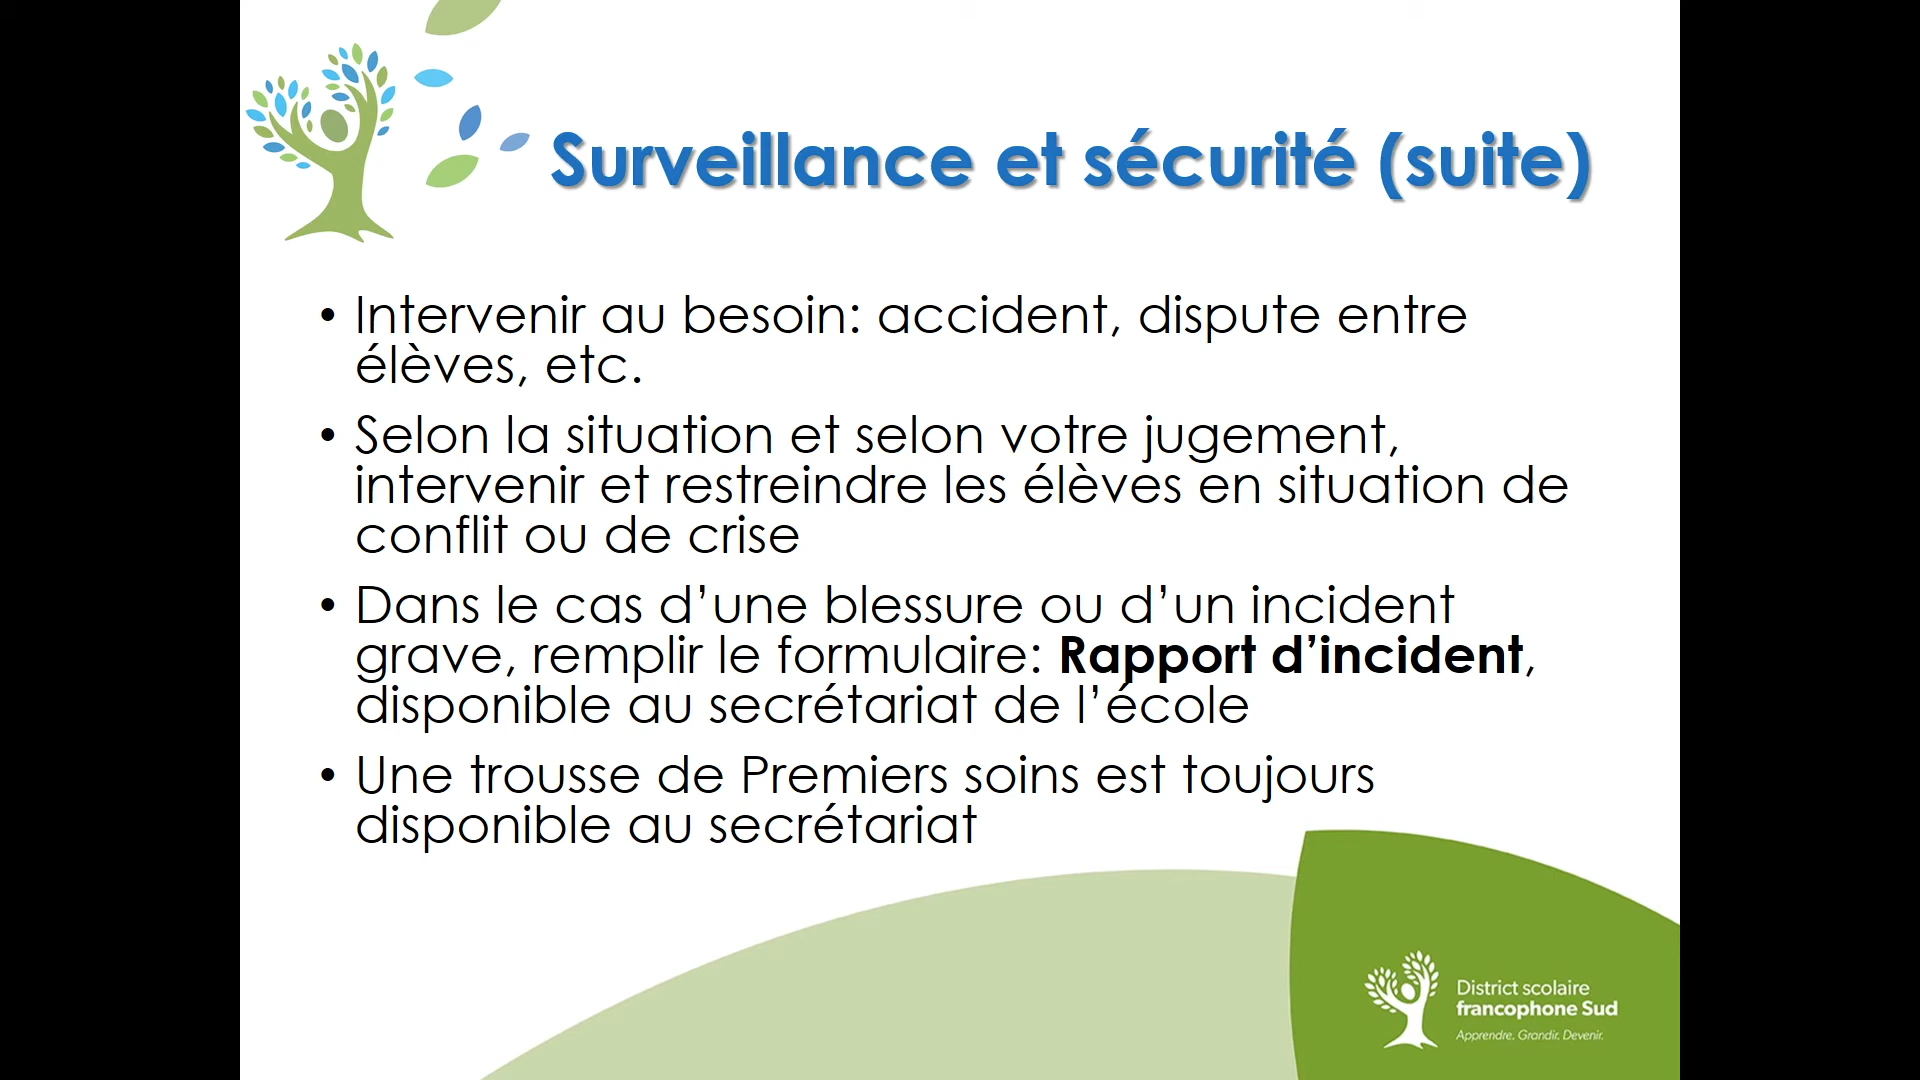 Surveillance et sécurité (suite)
• Intervenir au besoin: accident, dispute entre
élèves, etc.
• Selon la situation et selon votre jugement,
intervenir et restreindre les élèves en situation de
conflit ou de crise
• Dans le cas d’une blessure ou d’un incident
grave, remplir le formulaire: Rapport d’incident,
disponible au secrétariat de l’école
• Une trousse de Premiers soins est toujours
disponible au secrétariat
District scolaire
francophone Sud
Apprendre. Grandir. Devenir.